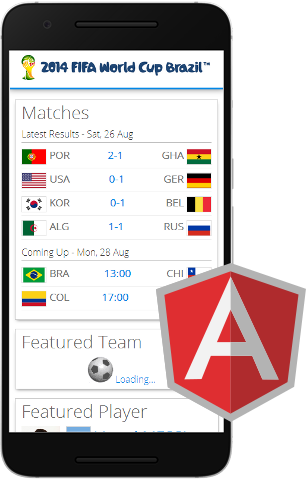 2014 FIFA World Cup Brazil™
Matches
Latest Results - Sat, 26 Aug
POR 2-1 GHA
USA 0-1 GER
KOR 0-1 BEL
ALG 1-1 RUS
Coming Up - Mon, 28 Aug
BRA 13:00 CHI
COL 17:00
Featured Team
Loading...
Featured Player
A